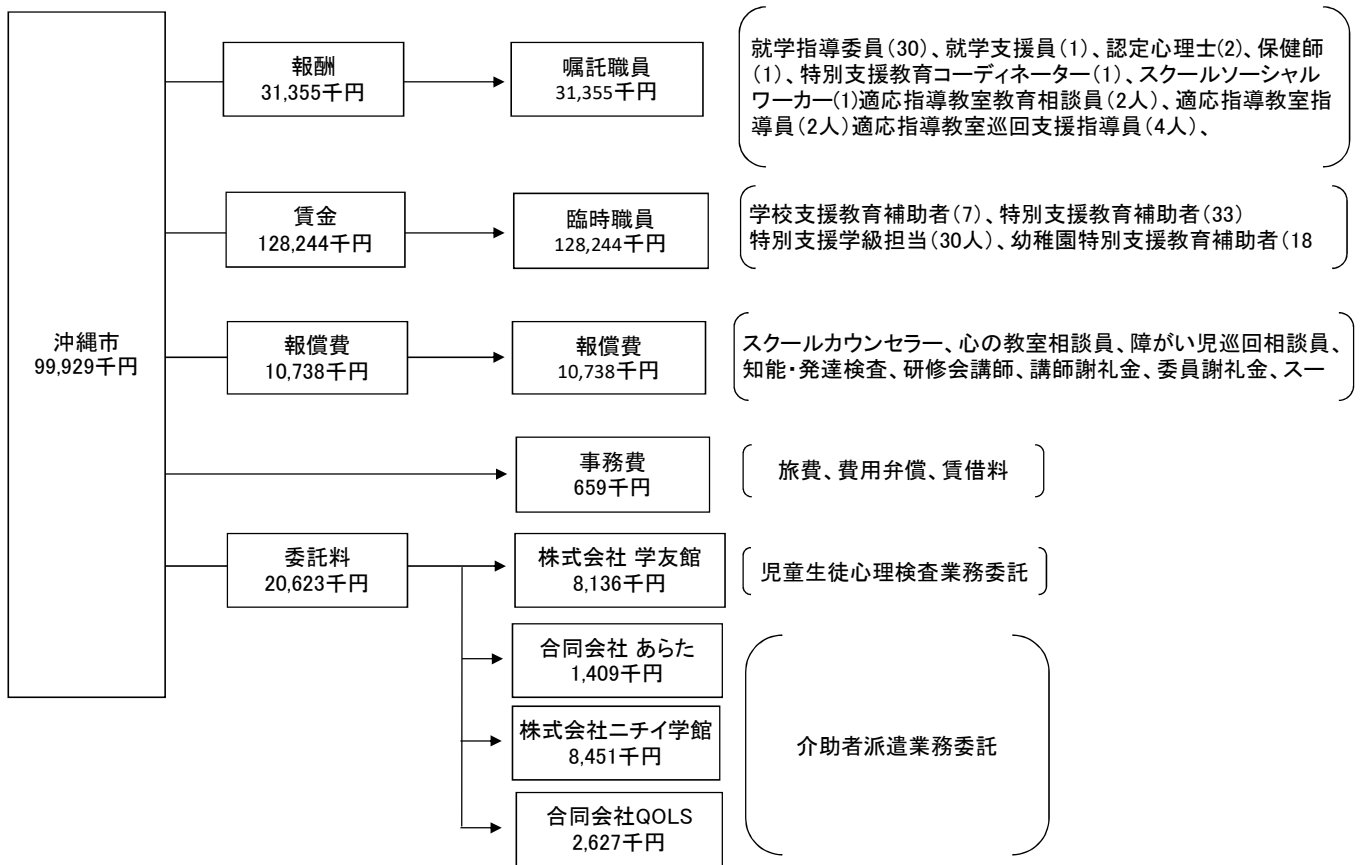 沖縄市
99,929千円
報酬
31,355千円
嘱託職員
31,355千円
就学指導委員(30)、就学支援員(1)、認定心理士(2)、保健師
(1)、特別支援教育コーディネーター(1)、スクールソーシャル
ワーカー(1)適応指導教室教育相談員(2人)、適応指導教室指
導員(2人)適応指導教室巡回支援指導員(4人)、
賃金
128,244千円
臨時職員
128,244千円
学校支援教育補助者(7)、特別支援教育補助者(33)
特別支援学級担当(30人)、幼稚園特別支援教育補助者(18
報償費
10,738千円
報償費
10,738千円
スクールカウンセラー、心の教室相談員、障がい児巡回相談員、
知能・発達検査、研修会講師、講師謝礼金、委員謝礼金、スー
事務費
659千円
旅費、費用弁償、賃借料
委託料
20,623千円
株式会社 学友館
8,136千円
児童生徒心理検査業務委託
合同会社 あらた
1,409千円
株式会社ニチイ学館
8,451千円
合同会社QOLS
2,627千円
介助者派遣業務委託